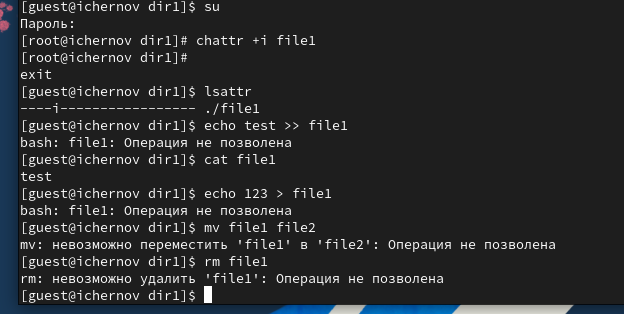 [guest@ichernov dir1]$ su
Пароль:
[root@ichernov dir1]# chattr +i file1
[root@ichernov dir1]#
exit
[guest@ichernov dir1]$ lsattr
----i----------------- ./file1
[guest@ichernov dir1]$ echo test >> file1
bash: file1: Операция не позволена
[guest@ichernov dir1]$ cat file1
test
[guest@ichernov dir1]$ echo 123 > file1
bash: file1: Операция не позволена
[guest@ichernov dir1]$ mv file1 file2
mv: невозможно переместить 'file1' в 'file2': Операция не позволена
[guest@ichernov dir1]$ rm file1
rm: невозможно удалить 'file1': Операция не позволена
[guest@ichernov dir1]$